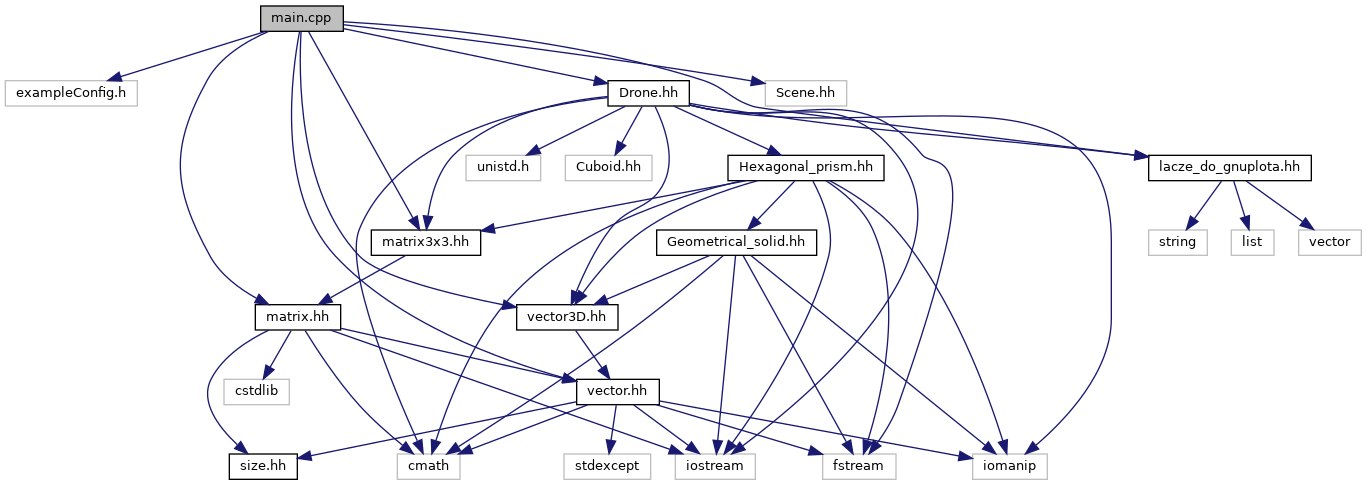 main.cpp
exampleConfig.h
Drone.hh
Scene.hh
unistd.h
Cuboid.hh
Hexagonal_prism.hh
lacze_do_gnuplota.hh
matrix3x3.hh
Geometrical_solid.hh
string
list
vector
matrix.hh
vector3D.hh
cstdlib
vector.hh
size.hh
cmath
stdexcept
iostream
fstream
iomanip